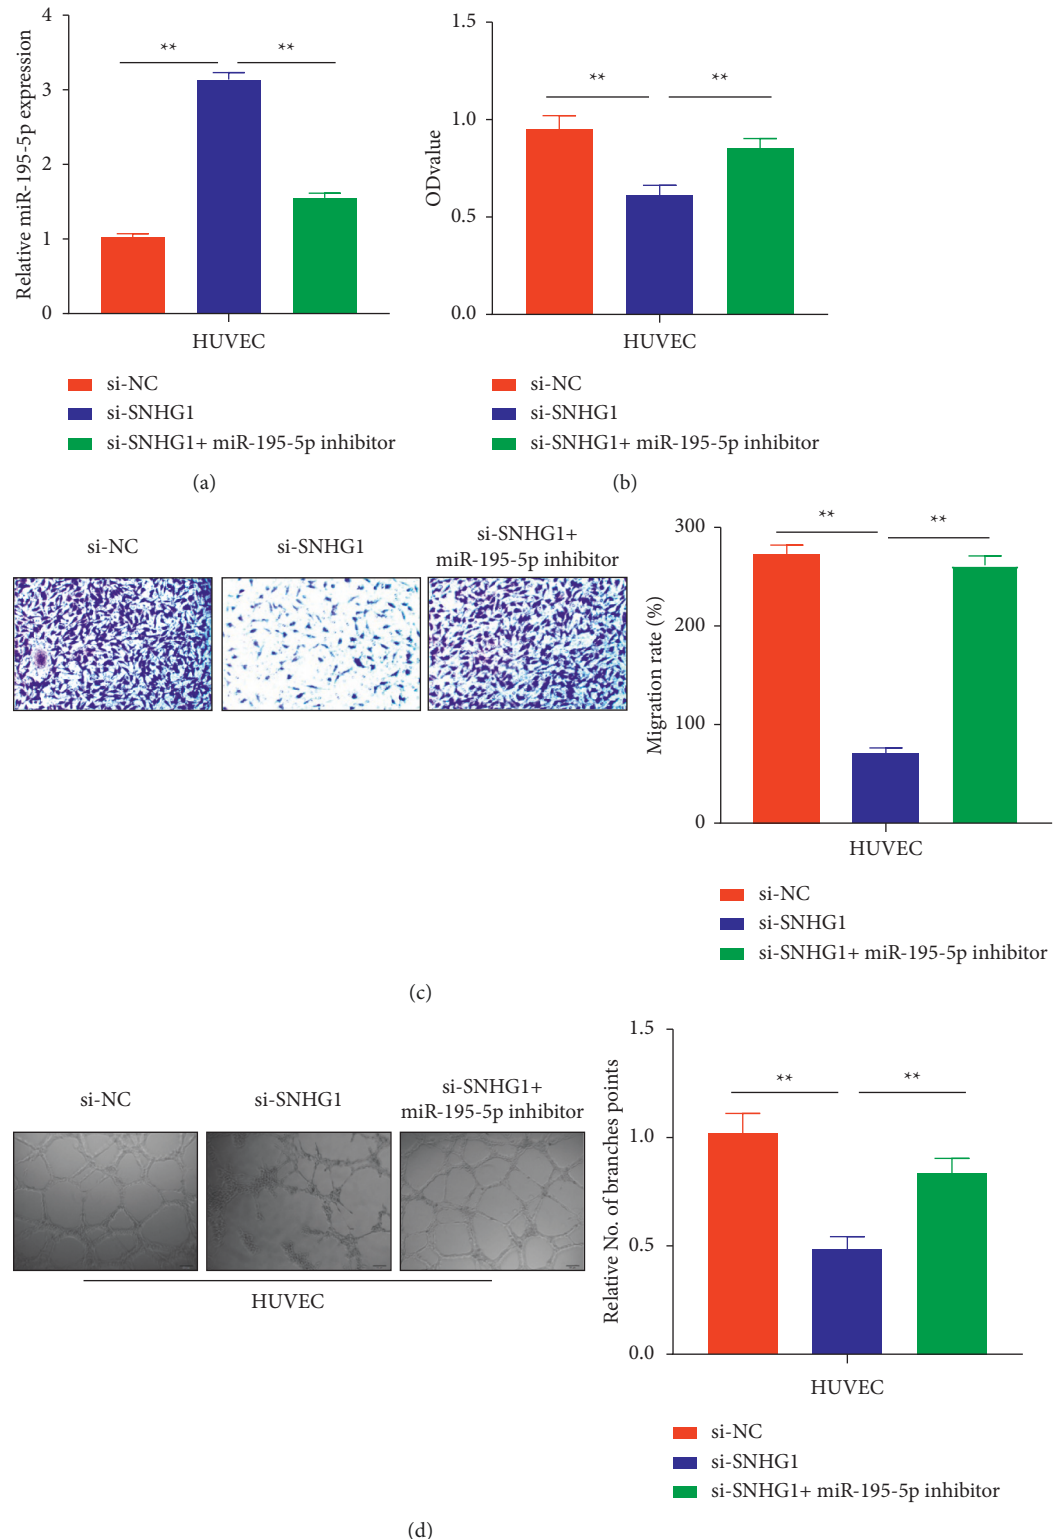 Relative miR-195-5p expression
4
3
2
1
0
**
**
HUVEC
si-NC
si-SNHG1
si-SNHG1+ miR-195-5p inhibitor
(a)
ODvalue
1.5
1.0
0.5
0.0
**
**
HUVEC
si-NC
si-SNHG1
si-SNHG1+ miR-195-5p inhibitor
(b)
si-NC
si-SNHG1
si-SNHG1+
miR-195-5p inhibitor
Migration rate (%)
300
200
100
0
**
**
HUVEC
si-NC
si-SNHG1
si-SNHG1+ miR-195-5p inhibitor
(c)
si-NC
si-SNHG1
si-SNHG1+
miR-195-5p inhibitor
HUVEC
Relative No. of branches points
1.5
1.0
0.5
0.0
**
**
HUVEC
si-NC
si-SNHG1
si-SNHG1+ miR-195-5p inhibitor
(d)